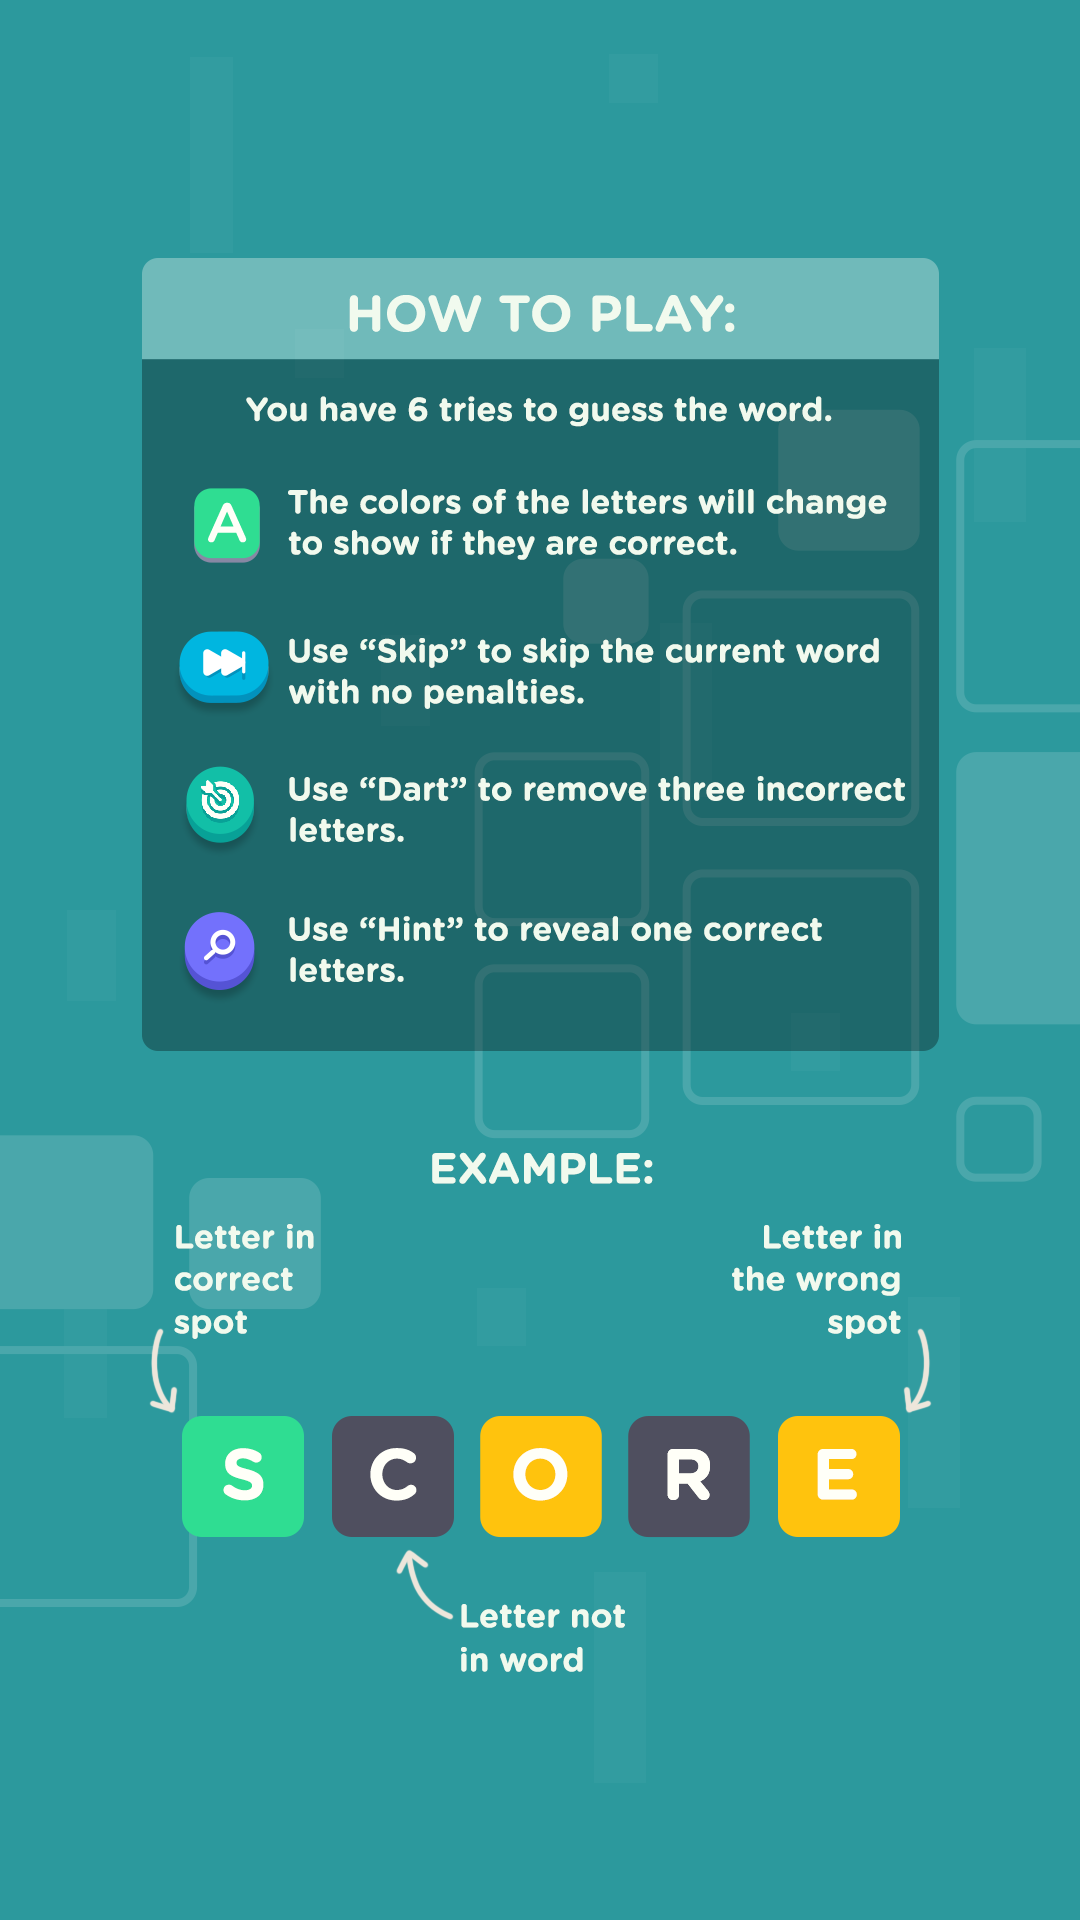 HOW TO PLAY:
You have 6 tries to guess the word.
A
The colors of the letters will change
to show if they are correct.
Use “Skip” to skip the current word
with no penalties.
Use “Dart” to remove three incorrect
letters.
Use “Hint” to reveal one correct
letters.
EXAMPLE:
Letter in
correct
spot
Letter in
the wrong
spot
S C O R E
Letter not
in word